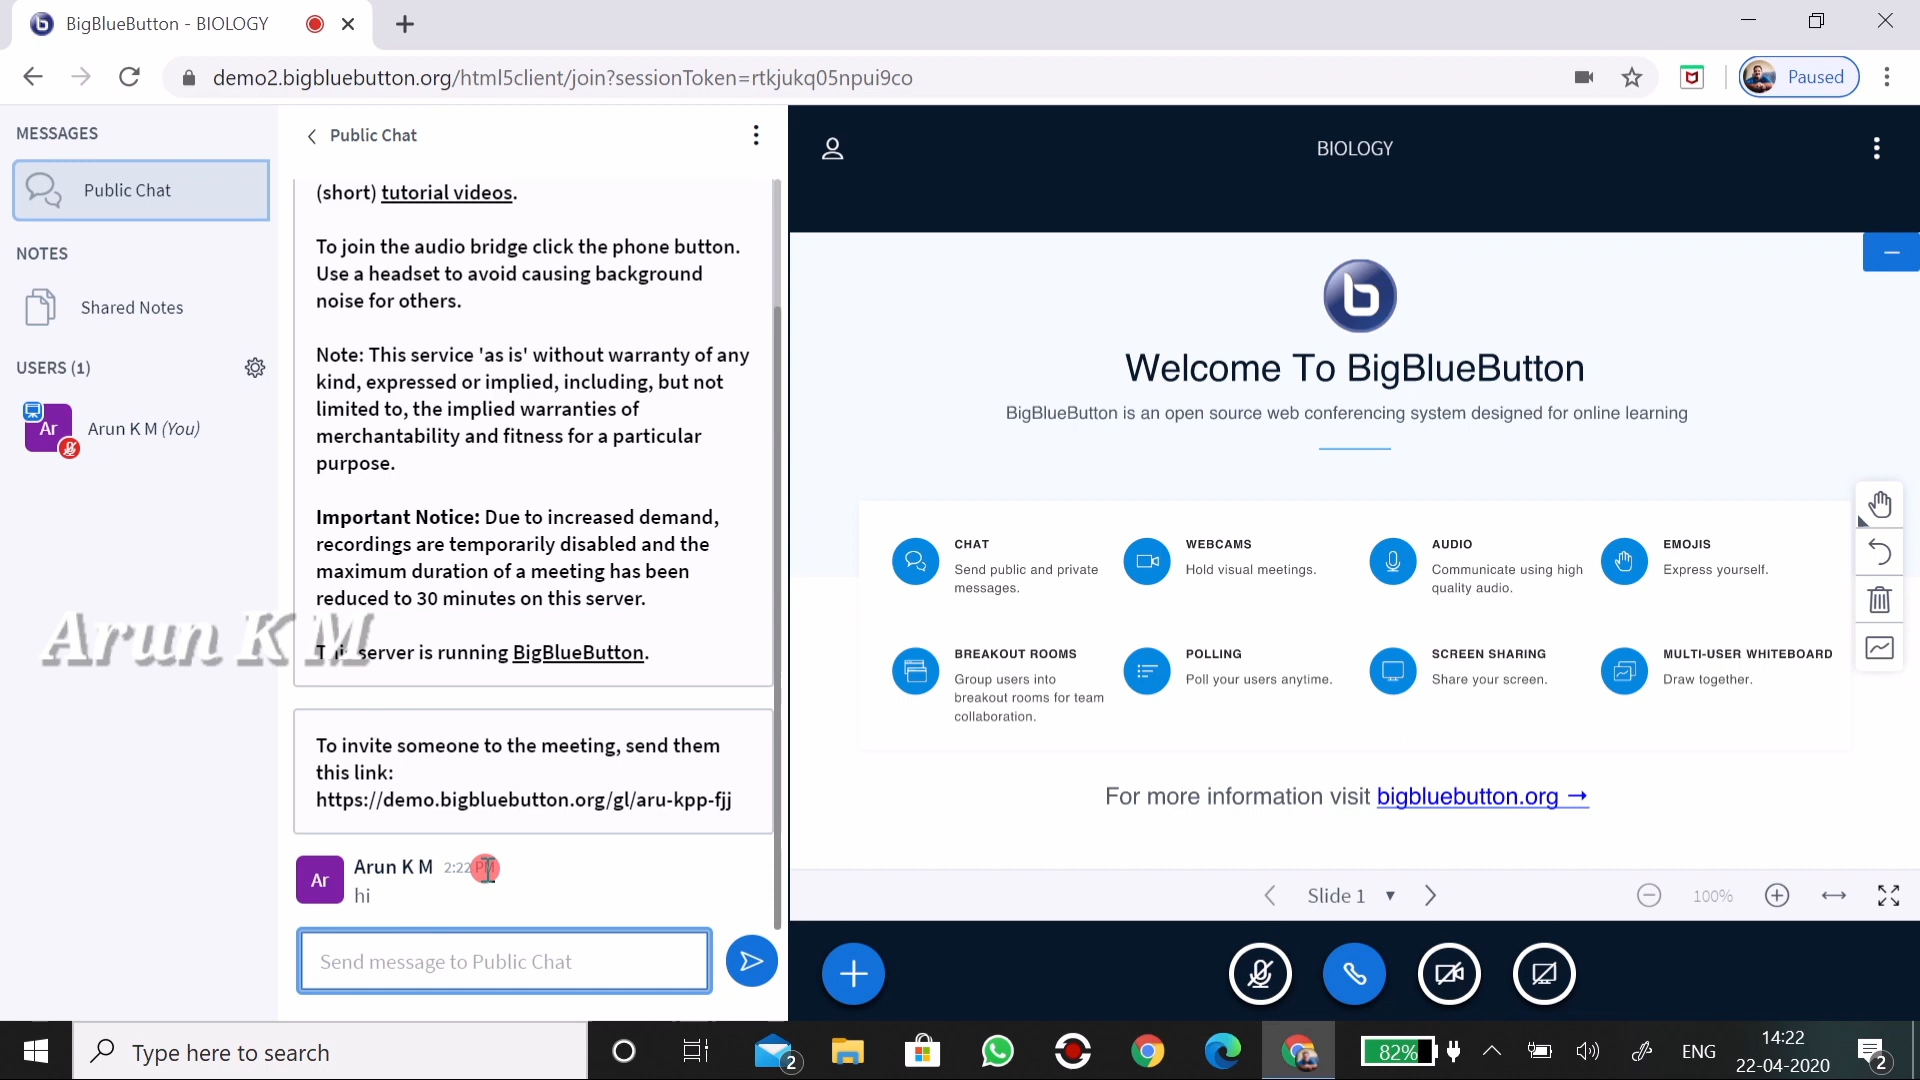 BigBlueButton - BIOLOGY
demo2.bigbluebutton.org/html5client/join?sessionToken=rtkjukq05npui9co
Paused
MESSAGES
Public Chat
NOTES
Shared Notes
USERS (1)
Ar
Arun K M (You)
Public Chat
(short) tutorial videos.
To join the audio bridge click the phone button.
Use a headset to avoid causing background
noise for others.
Note: This service 'as is' without warranty of any
kind, expressed or implied, including, but not
limited to, the implied warranties of
merchantability and fitness for a particular
purpose.
Important Notice: Due to increased demand,
recordings are temporarily disabled and the
maximum duration of a meeting has been
reduced to 30 minutes on this server.
Arun K M
This server is running BigBlueButton.
To invite someone to the meeting, send them
this link:
https://demo.bigbluebutton.org/gl/aru-kpp-fjj
Ar
Arun K M 2:22 PM
hi
Send message to Public Chat
BIOLOGY
Welcome To BigBlueButton
BigBlueButton is an open source web conferencing system designed for online learning
CHAT
Send public and private
messages.
WEBCAMS
Hold visual meetings.
AUDIO
Communicate using high
quality audio.
EMOJIS
Express yourself.
BREAKOUT ROOMS
Group users into
breakout rooms for team
collaboration.
POLLING
Poll your users anytime.
SCREEN SHARING
Share your screen.
MULTI-USER WHITEBOARD
Draw together.
For more information visit bigbluebutton.org →
Slide 1
100%
Type here to search
2
82%
ENG
14:22
22-04-2020
2